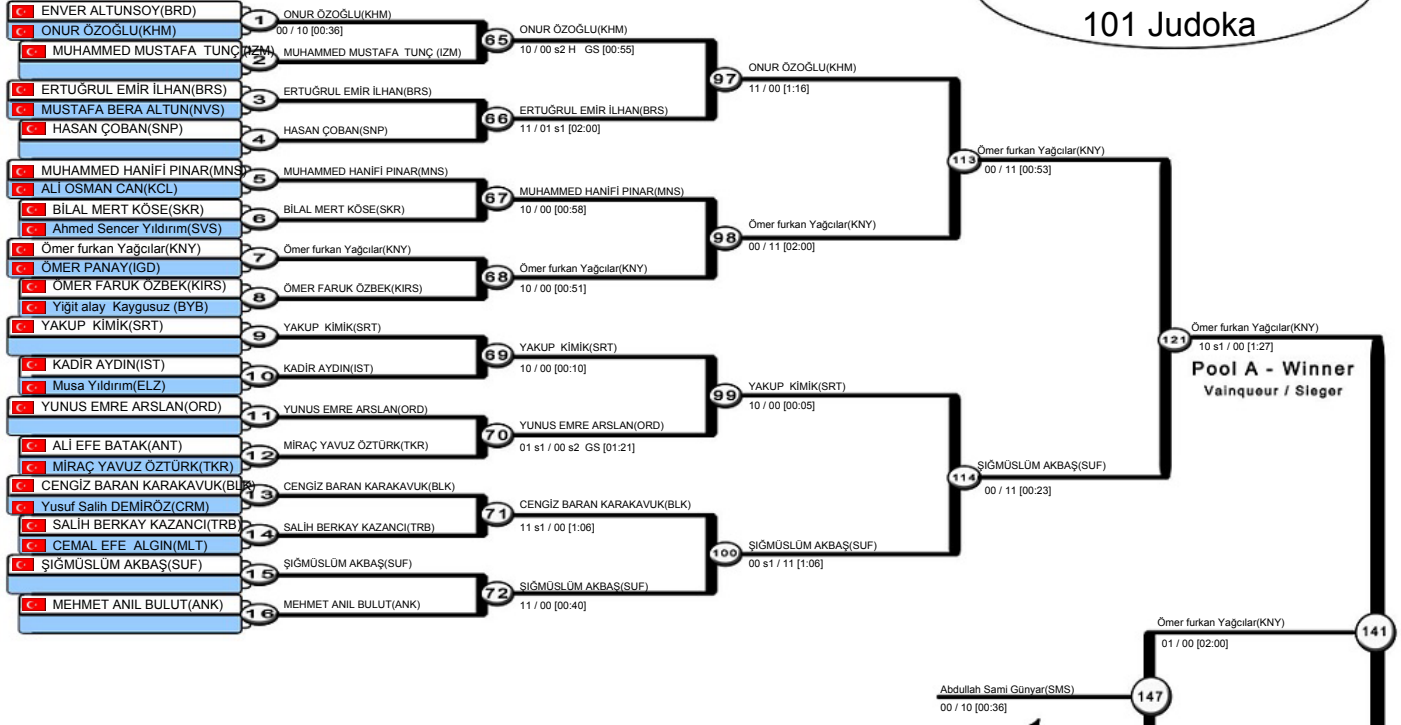 101 Judoka
ENVER ALTUNSOY(BRD)
ONUR ÖZOĞLU(KHM)
MUHAMMED MUSTAFA TUNÇ(IZM)
ERTUĞRUL EMİR İLHAN(BRS)
MUSTAFA BERA ALTUN(NVS)
HASAN ÇOBAN(SNP)
MUHAMMED HANİFİ PINAR(MNS)
ALİ OSMAN CAN(KCL)
BİLAL MERT KÖSE(SKR)
Ahmed Sencer Yıldırım(SVS)
Ömer furkan Yağcılar(KNY)
ÖMER PANAY(IGD)
ÖMER FARUK ÖZBEK(KIRS)
Yiğit alay Kaygusuz (BYB)
YAKUP KİMİK(SRT)
KADİR AYDIN(IST)
Musa Yıldırım(ELZ)
YUNUS EMRE ARSLAN(ORD)
ALİ EFE BATAK(ANT)
MİRAÇ YAVUZ ÖZTÜRK(TKR)
CENGİZ BARAN KARAKAVUK(BLK)
Yusuf Salih DEMİRÖZ(CRM)
SALİH BERKAY KAZANCI(TRB)
CEMAL EFE ALGIN(MLT)
ŞIĞMÜSLÜM AKBAŞ(SUF)
MEHMET ANIL BULUT(ANK)
1
2
3
4
5
6
7
8
9
10
11
12
13
14
15
16
ONUR ÖZOĞLU(KHM)
00 / 10 [00:36]
MUHAMMED MUSTAFA TUNÇ (IZM)
ERTUĞRUL EMİR İLHAN(BRS)
HASAN ÇOBAN(SNP)
MUHAMMED HANİFİ PINAR(MNS)
BİLAL MERT KÖSE(SKR)
Ömer furkan Yağcılar(KNY)
ÖMER FARUK ÖZBEK(KIRS)
YAKUP KİMİK(SRT)
KADİR AYDIN(IST)
YUNUS EMRE ARSLAN(ORD)
MİRAÇ YAVUZ ÖZTÜRK(TKR)
CENGİZ BARAN KARAKAVUK(BLK)
SALİH BERKAY KAZANCI(TRB)
ŞIĞMÜSLÜM AKBAŞ(SUF)
MEHMET ANIL BULUT(ANK)
65
66
67
68
69
70
71
72
ONUR ÖZOĞLU(KHM)
10 / 00 s2 H GS [00:55]
ERTUĞRUL EMİR İLHAN(BRS)
11 / 01 s1 [02:00]
MUHAMMED HANİFİ PINAR(MNS)
10 / 00 [00:58]
Ömer furkan Yağcılar(KNY)
10 / 00 [00:51]
YAKUP KİMİK(SRT)
10 / 00 [00:10]
YUNUS EMRE ARSLAN(ORD)
01 s1 / 00 s2 GS [01:21]
CENGİZ BARAN KARAKAVUK(BLK)
11 s1 / 00 [1:06]
ŞIĞMÜSLÜM AKBAŞ(SUF)
11 / 00 [00:40]
97
98
99
100
ONUR ÖZOĞLU(KHM)
11 / 00 [1:16]
Ömer furkan Yağcılar(KNY)
00 / 11 [02:00]
YAKUP KİMİK(SRT)
10 / 00 [00:05]
ŞIĞMÜSLÜM AKBAŞ(SUF)
00 s1 / 11 [1:06]
113
114
Ömer furkan Yağcılar(KNY)
00 / 11 [00:53]
ŞIĞMÜSLÜM AKBAŞ(SUF)
00 / 11 [00:23]
121
Ömer furkan Yağcılar(KNY)
10 s1 / 00 [1:27]
Pool A - Winner
Vainqueur / Sieger
Ömer furkan Yağcılar(KNY)
01 / 00 [02:00]
141
Abdullah Sami Günyar(SMS)
00 / 10 [00:36]
147